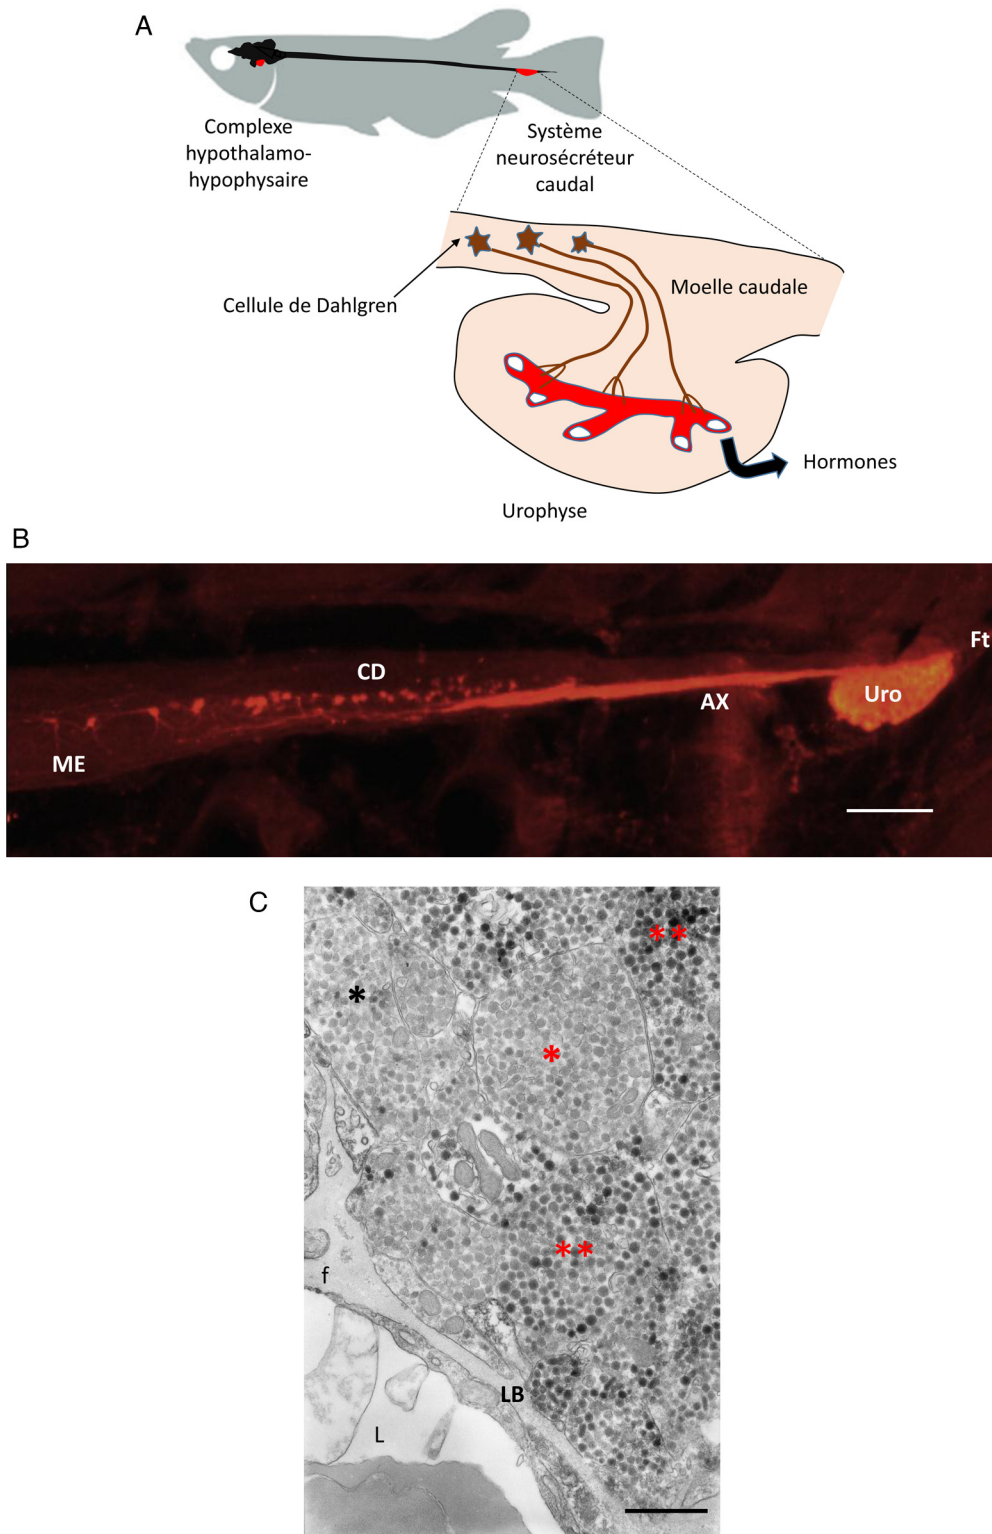 A
Complexe
hypothalamo-
hypophysaire
Système
neurosécréteur
caudal
Cellule de Dahlgren
Moelle caudale
Hormones
Urophyse
B
CD
Ft
Uro
AX
ME
C
**
*
*
**
f
LB
L